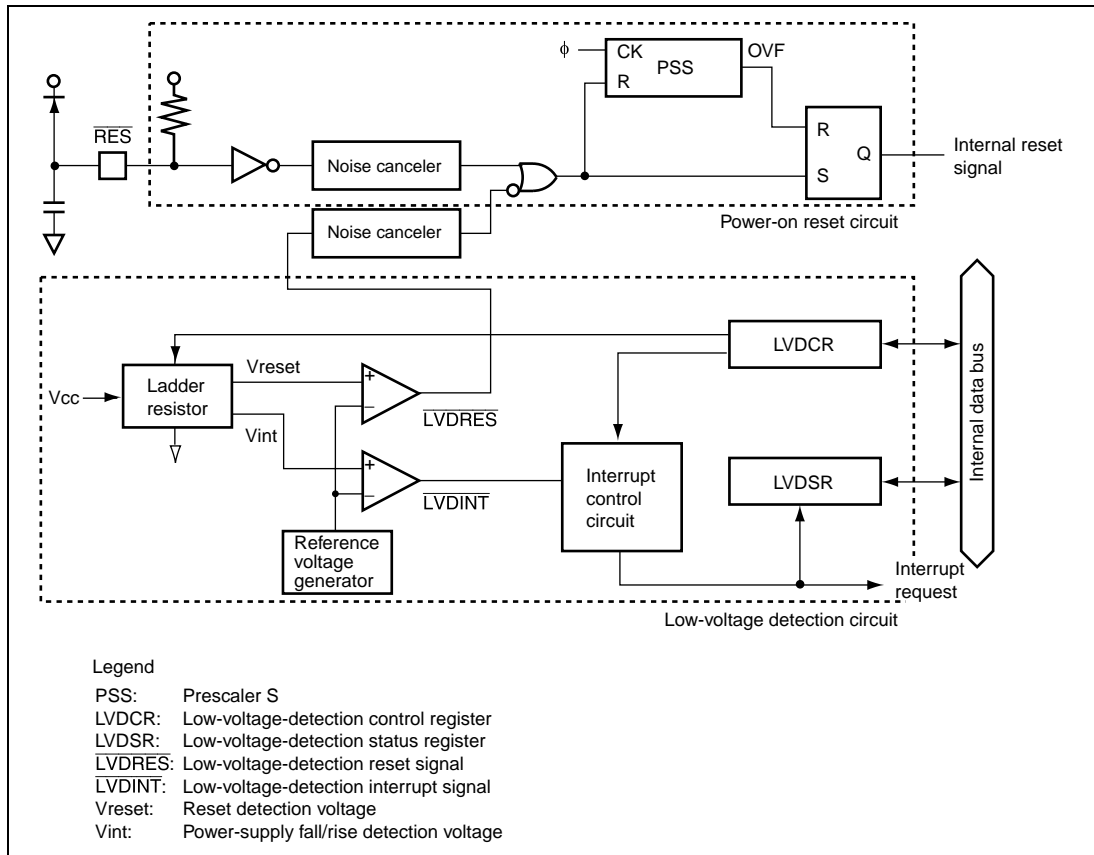 φ
CK
PSS
R
OVF
RES
Noise canceler
Noise canceler
R
Q
S
Internal reset
signal
Power-on reset circuit
Vcc
Ladder
resistor
Vreset
Vint
+
−
LVDRES
+
−
LVDINT
Reference
voltage
generator
Interrupt
control
circuit
LVDCR
LVDSR
Internal data bus
Interrupt
request
Low-voltage detection circuit
Legend
PSS: Prescaler S
LVDCR: Low-voltage-detection control register
LVDSR: Low-voltage-detection status register
LVDRES: Low-voltage-detection reset signal
LVDINT: Low-voltage-detection interrupt signal
Vreset: Reset detection voltage
Vint: Power-supply fall/rise detection voltage